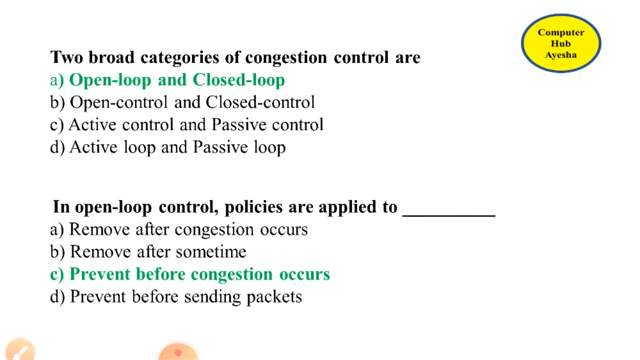 Computer
Hub
Ayesha
Two broad categories of congestion control are
a) Open-loop and Closed-loop
b) Open-control and Closed-control
c) Active control and Passive control
d) Active loop and Passive loop
In open-loop control, policies are applied to __________
a) Remove after congestion occurs
b) Remove after sometime
c) Prevent before congestion occurs
d) Prevent before sending packets